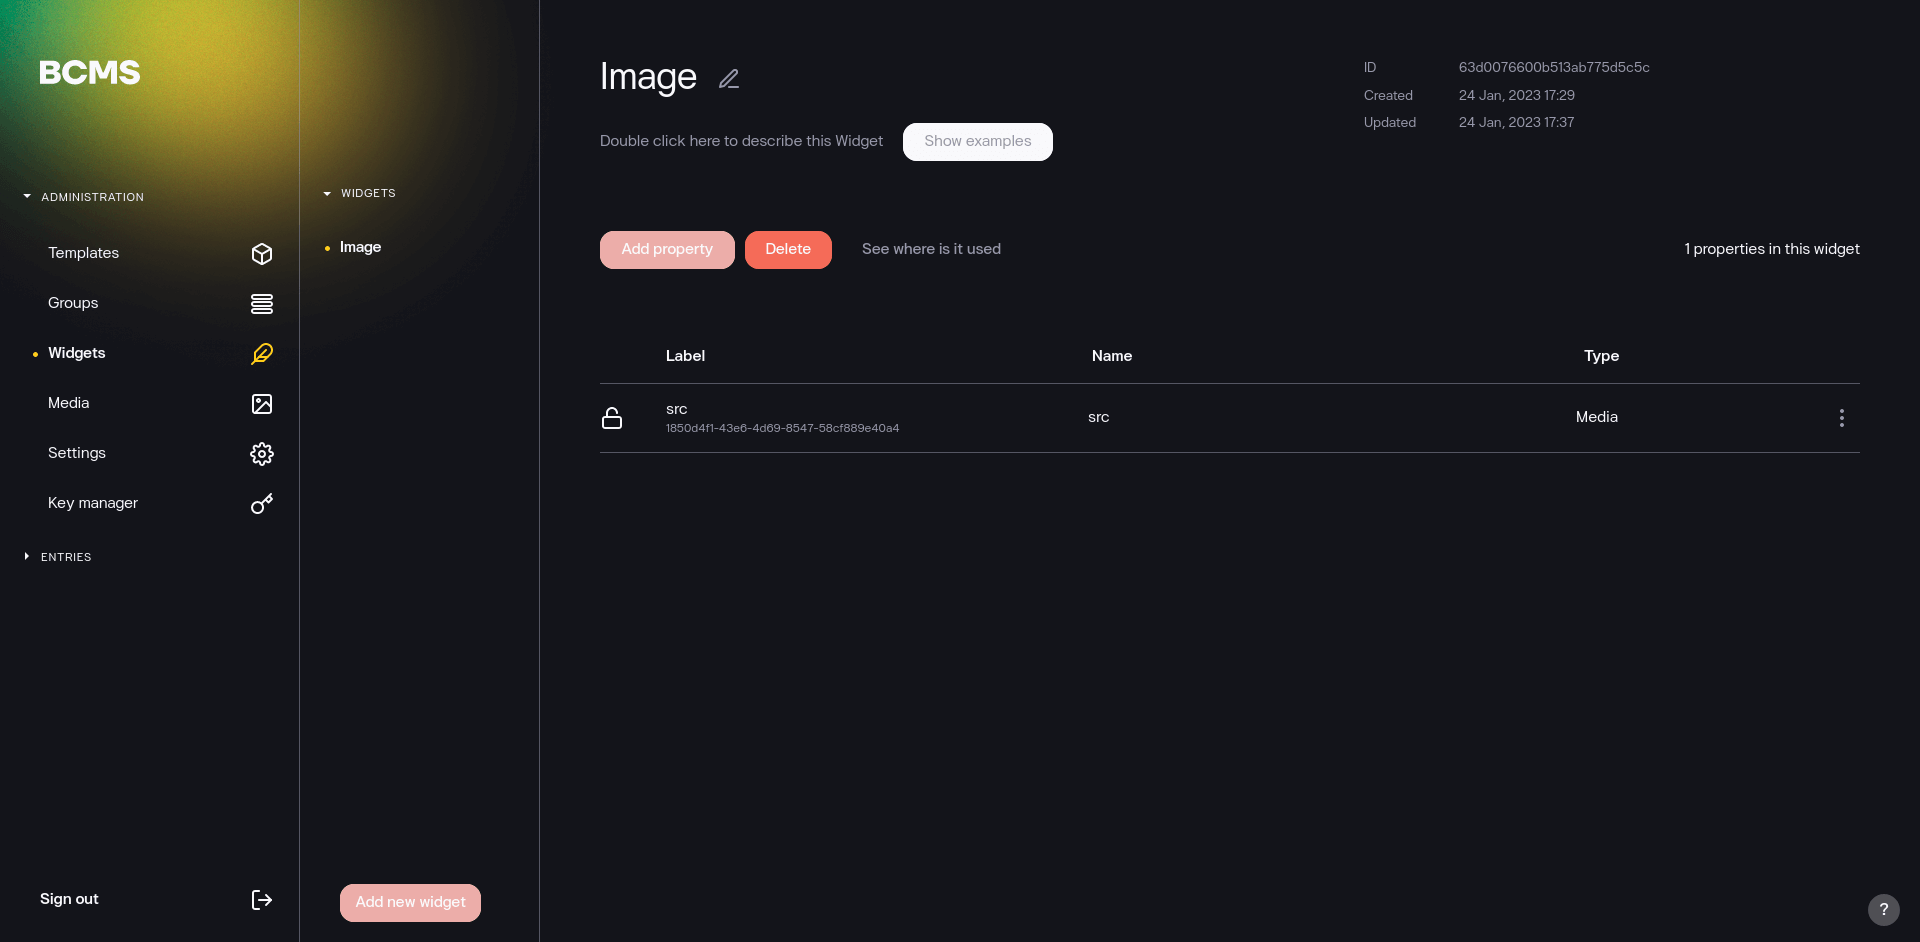 BCMS
ADMINISTRATION
Templates
Groups
Widgets
Media
Settings
Key manager
ENTRIES
Sign out
WIDGETS
Image
Add new widget
Image
Double click here to describe this Widget
Show examples
ID 63d0076600b513ab775d5c5c
Created 24 Jan, 2023 17:29
Updated 24 Jan, 2023 17:37
Add property Delete See where is it used 1 properties in this widget
Label Name Type
src src Media
1850d4f1-43e6-4d69-8547-58cf889e40a4
?